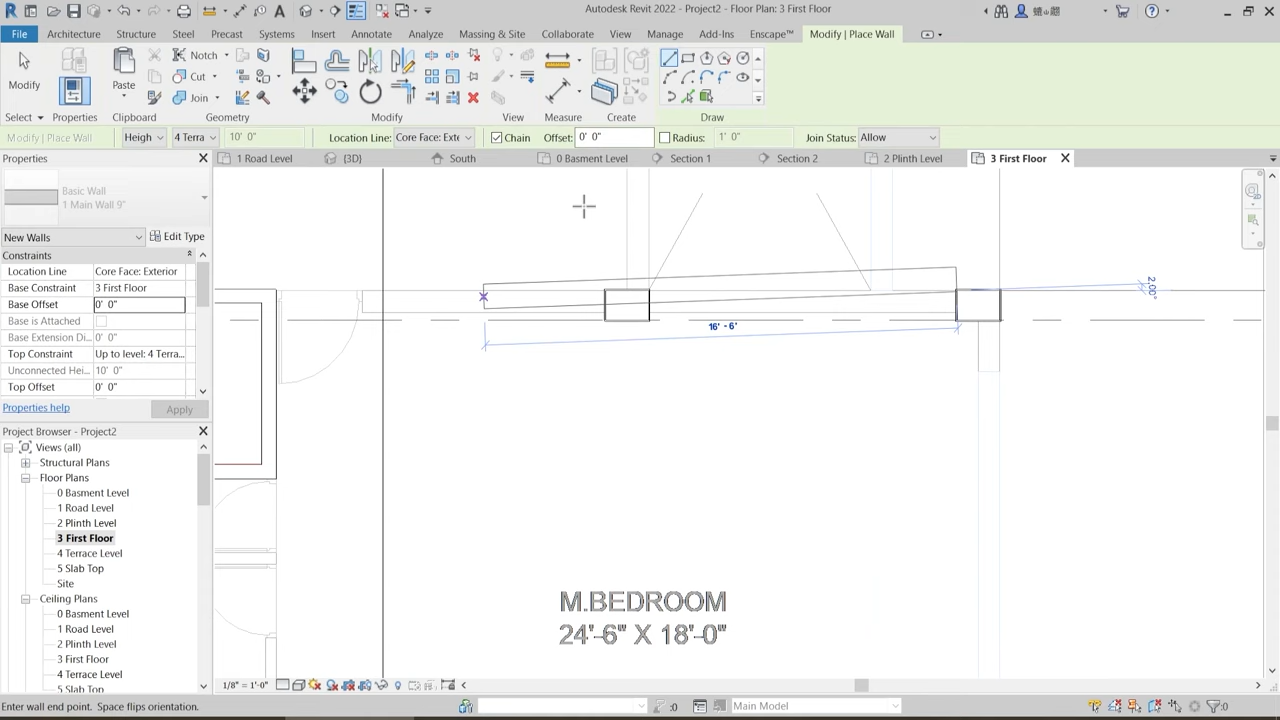 Autodesk Revit 2022 - Project2 - Floor Plan: 3 First Floor
File Architecture Structure Steel Precast Systems Insert Annotate Analyze Massing & Site Collaborate View Manage Add-Ins Enscape™ Modify | Place Wall
Modify
Properties
Paste
Notch
Cut
Join
Select Properties Clipboard Geometry Modify View Measure Create Draw
Modify | Place Wall Heigh 4 Terra 10' 0" Location Line: Core Face: Exte Chain Offset: 0' 0" Radius: 1' 0" Join Status: Allow
Properties
1 Road Level {3D} South 0 Basment Level Section 1 Section 2 2 Plinth Level 3 First Floor
Basic Wall
1 Main Wall 9"
New Walls Edit Type
Constraints
Location Line Core Face: Exterior
Base Constraint 3 First Floor
Base Offset 0' 0"
Base is Attached
Base Extension Di... 0' 0"
Top Constraint Up to level: 4 Terra...
Unconnected Hei... 10' 0"
Top Offset 0' 0"
Properties help Apply
Project Browser - Project2
Views (all)
Structural Plans
Floor Plans
0 Basment Level
1 Road Level
2 Plinth Level
3 First Floor
4 Terrace Level
5 Slab Top
Site
Ceiling Plans
0 Basment Level
1 Road Level
2 Plinth Level
3 First Floor
4 Terrace Level
5 Slab Top
16' - 6"
2.00°
M.BEDROOM
24'-6" X 18'-0"
1/8" = 1'-0"
Enter wall end point. Space flips orientation. :0 Main Model :0